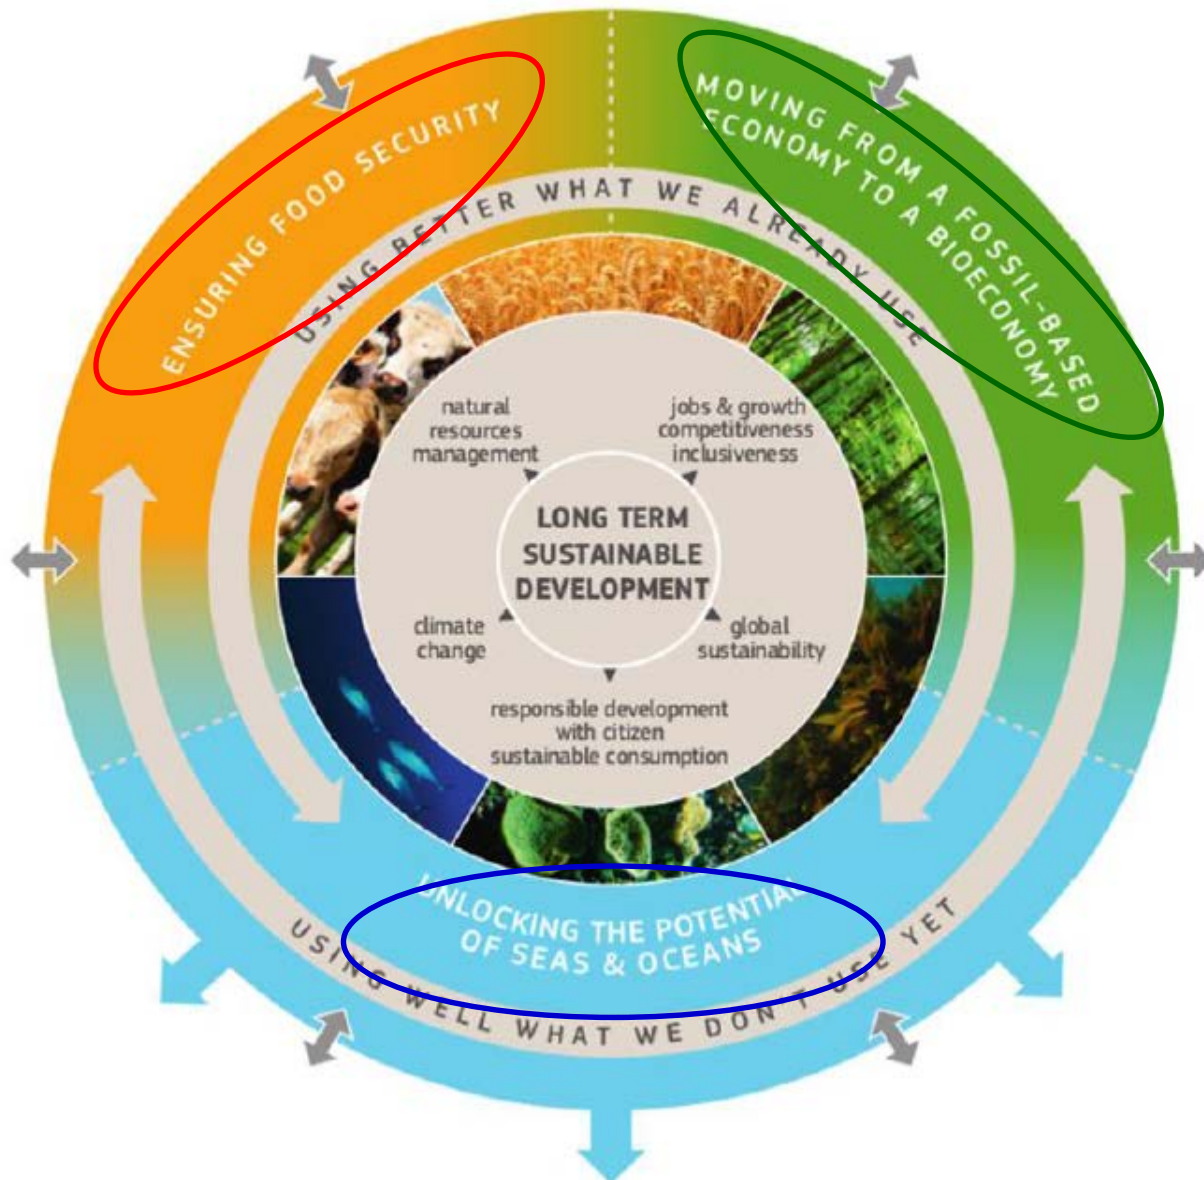 ENSURING FOOD SECURITY
MOVING FROM A FOSSIL-BASED
ECONOMY TO A BIOECONOMY
USING BETTER WHAT WE ALREADY USE
natural
resources
management
jobs & growth
competitiveness
inclusiveness
LONG TERM
SUSTAINABLE
DEVELOPMENT
climate
change
global
sustainability
responsible development
with citizen
sustainable consumption
UNLOCKING THE POTENTIAL
OF SEAS & OCEANS
USING WELL WHAT WE DON'T USE YET